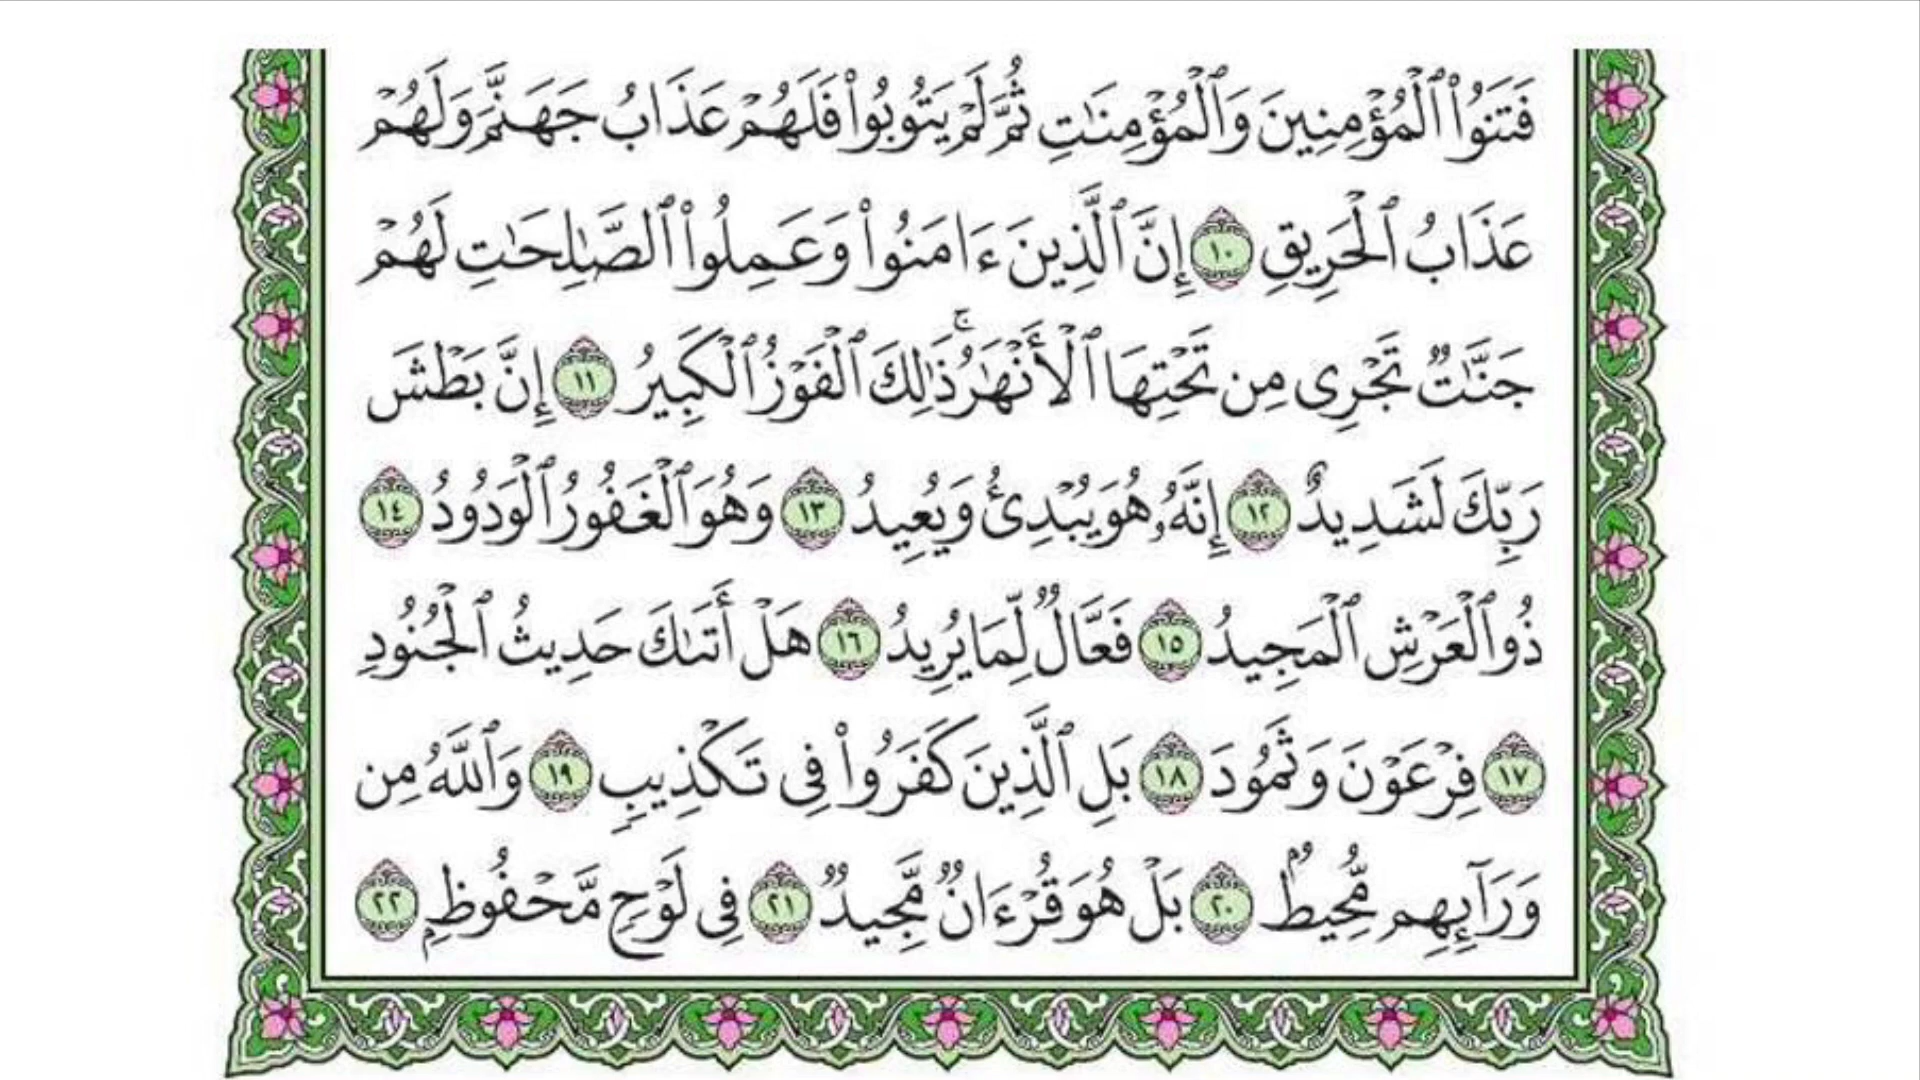 فَتَنُوا۟ ٱلْمُؤْمِنِينَ وَٱلْمُؤْمِنَٰتِ ثُمَّ لَمْ يَتُوبُوا۟ فَلَهُمْ عَذَابُ جَهَنَّمَ وَلَهُمْ
عَذَابُ ٱلْحَرِيقِ ١٠ إِنَّ ٱلَّذِينَ ءَامَنُوا۟ وَعَمِلُوا۟ ٱلصَّٰلِحَٰتِ لَهُمْ
جَنَّٰتٌ تَجْرِى مِن تَحْتِهَا ٱلْأَنْهَٰرُ ۚ ذَٰلِكَ ٱلْفَوْزُ ٱلْكَبِيرُ ١١ إِنَّ بَطْشَ
رَبِّكَ لَشَدِيدٌ ١٢ إِنَّهُۥ هُوَ يُبْدِئُ وَيُعِيدُ ١٣ وَهُوَ ٱلْغَفُورُ ٱلْوَدُودُ ١٤
ذُو ٱلْعَرْشِ ٱلْمَجِيدُ ١٥ فَعَّالٌ لِّمَا يُرِيدُ ١٦ هَلْ أَتَىٰكَ حَدِيثُ ٱلْجُنُودِ
١٧ فِرْعَوْنَ وَثَمُودَ ١٨ بَلِ ٱلَّذِينَ كَفَرُوا۟ فِى تَكْذِيبٍ ١٩ وَٱللَّهُ مِن
وَرَآئِهِم مُّحِيطٌۢ ٢٠ بَلْ هُوَ قُرْءَانٌ مَّجِيدٌ ٢١ فِى لَوْحٍ مَّحْفُوظٍۭ ٢٢